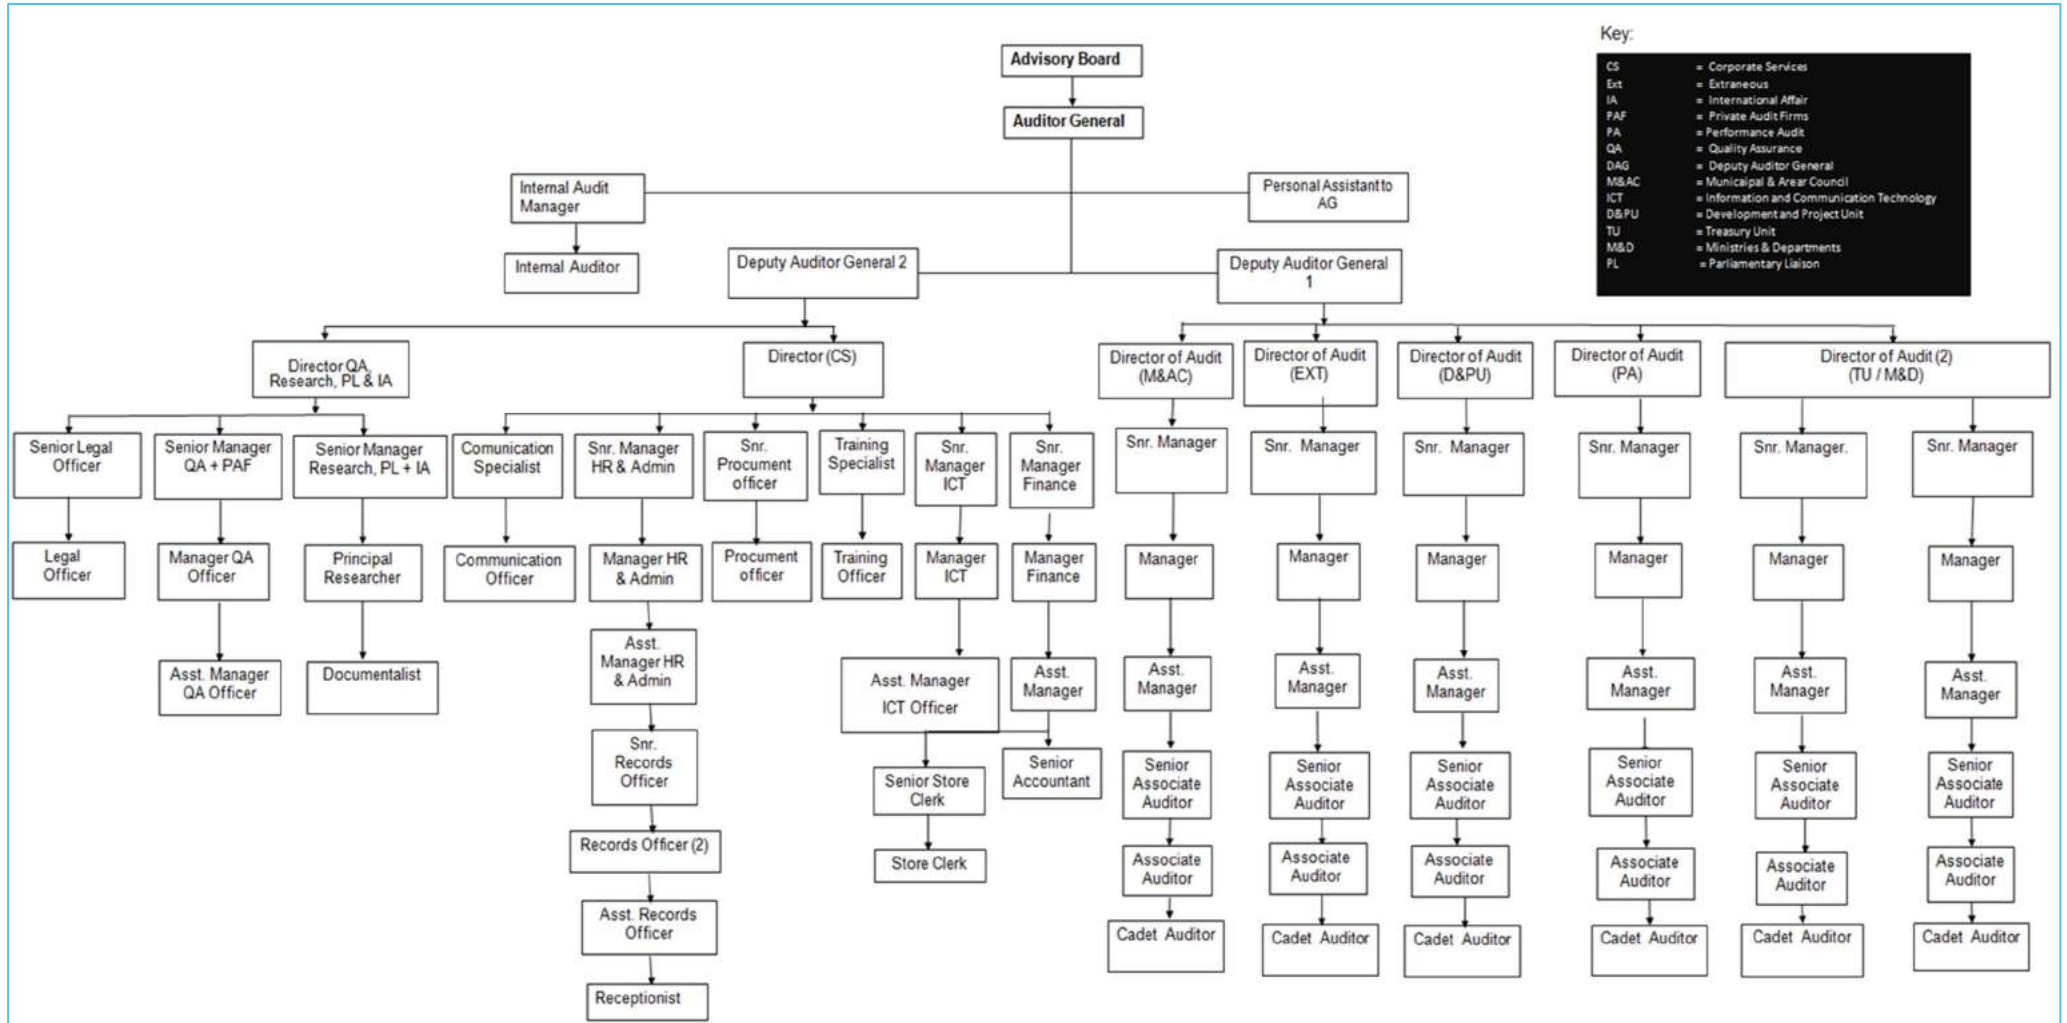 Key:
Advisory Board
CS = Corporate Services
Ext = Extraneous
IA = International Affair
PAF = Private Audit Firms
PA = Performance Audit
QA = Quality Assurance
DAG = Deputy Auditor General
M&AC = Municaipal & Arear Council
ICT = Information and Communication Technology
D&PU = Development and Project Unit
TU = Treasury Unit
M&D = Ministries & Departments
PL = Parliamentary Liaison
Auditor General
Internal Audit
Manager
Personal Assistant to
AG
Internal Auditor
Deputy Auditor General 2
Deputy Auditor General
1
Director QA,
Research, PL & IA
Director (CS)
Director of Audit
(M&AC)
Director of Audit
(EXT)
Director of Audit
(D&PU)
Director of Audit
(PA)
Director of Audit (2)
(TU / M&D)
Senior Legal
Officer
Senior Manager
QA + PAF
Senior Manager
Research, PL + IA
Comunication
Specialist
Snr. Manager
HR & Admin
Snr.
Procument
officer
Training
Specialist
Snr.
Manager
ICT
Snr.
Manager
Finance
Snr. Manager
Snr. Manager
Snr. Manager
Snr. Manager
Snr. Manager.
Snr. Manager
Legal
Officer
Manager QA
Officer
Principal
Researcher
Communication
Officer
Manager HR
& Admin
Procument
officer
Training
Officer
Manager
ICT
Manager
Finance
Manager
Manager
Manager
Manager
Manager
Manager
Asst. Manager
QA Officer
Documentalist
Asst.
Manager HR
& Admin
Asst. Manager
ICT Officer
Asst.
Manager
Asst.
Manager
Asst.
Manager
Asst.
Manager
Asst.
Manager
Asst.
Manager
Asst.
Manager
Snr.
Records
Officer
Senior Store
Clerk
Senior
Accountant
Senior
Associate
Auditor
Senior
Associate
Auditor
Senior
Associate
Auditor
Senior
Associate
Auditor
Senior
Associate
Auditor
Senior
Associate
Auditor
Records Officer (2)
Store Clerk
Associate
Auditor
Associate
Auditor
Associate
Auditor
Associate
Auditor
Associate
Auditor
Associate
Auditor
Asst. Records
Officer
Cadet Auditor
Cadet Auditor
Cadet Auditor
Cadet Auditor
Cadet Auditor
Cadet Auditor
Receptionist